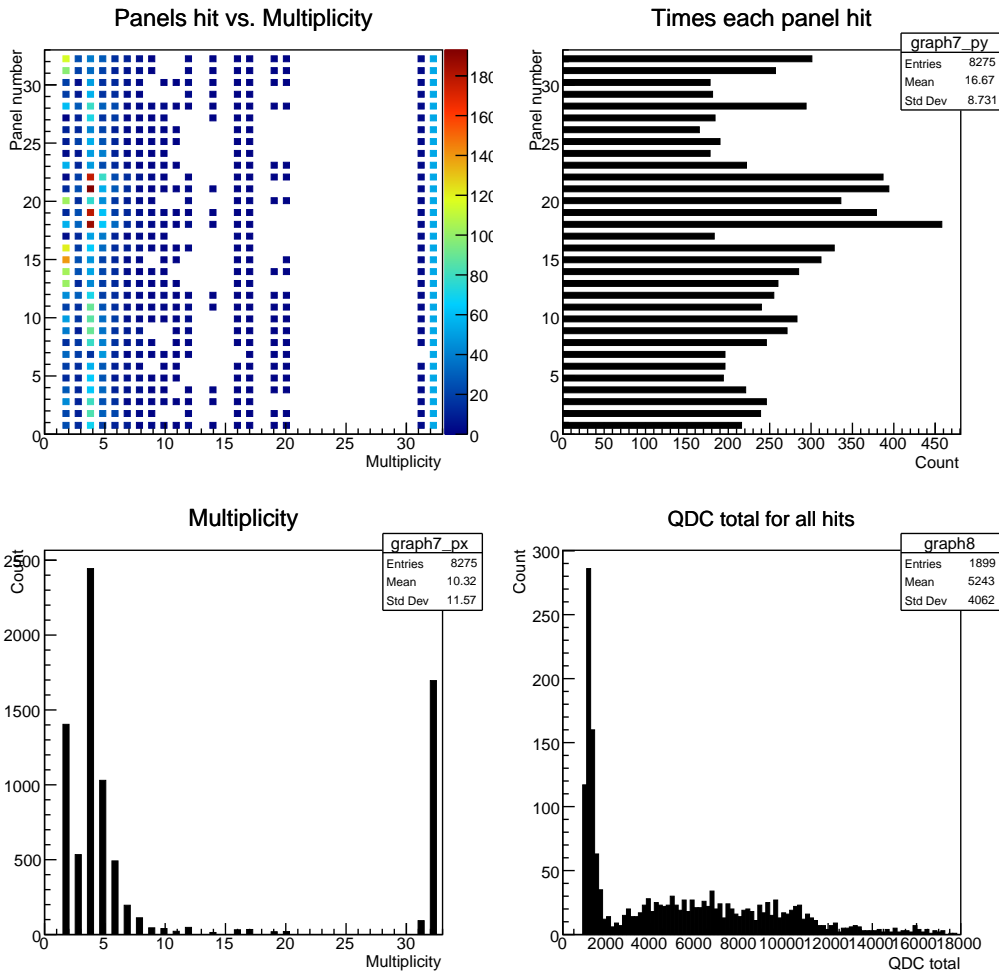 Panels hit vs. Multiplicity
Panel number
30
25
20
15
10
5
0
0
5
10
15
20
25
30
Multiplicity
180
160
140
120
100
80
60
40
20
0
Times each panel hit
graph7_py
Entries 8275
Mean 16.67
Std Dev 8.731
Panel number
30
25
20
15
10
5
0
0
50
100
150
200
250
300
350
400
450
Count
Multiplicity
graph7_px
Entries 8275
Mean 10.32
Std Dev 11.57
Count
2500
2000
1500
1000
500
0
0
5
10
15
20
25
30
Multiplicity
QDC total for all hits
graph8
Entries 1899
Mean 5243
Std Dev 4062
Count
300
250
200
150
100
50
0
0
2000
4000
6000
8000
10000
12000
14000
16000
18000
QDC total